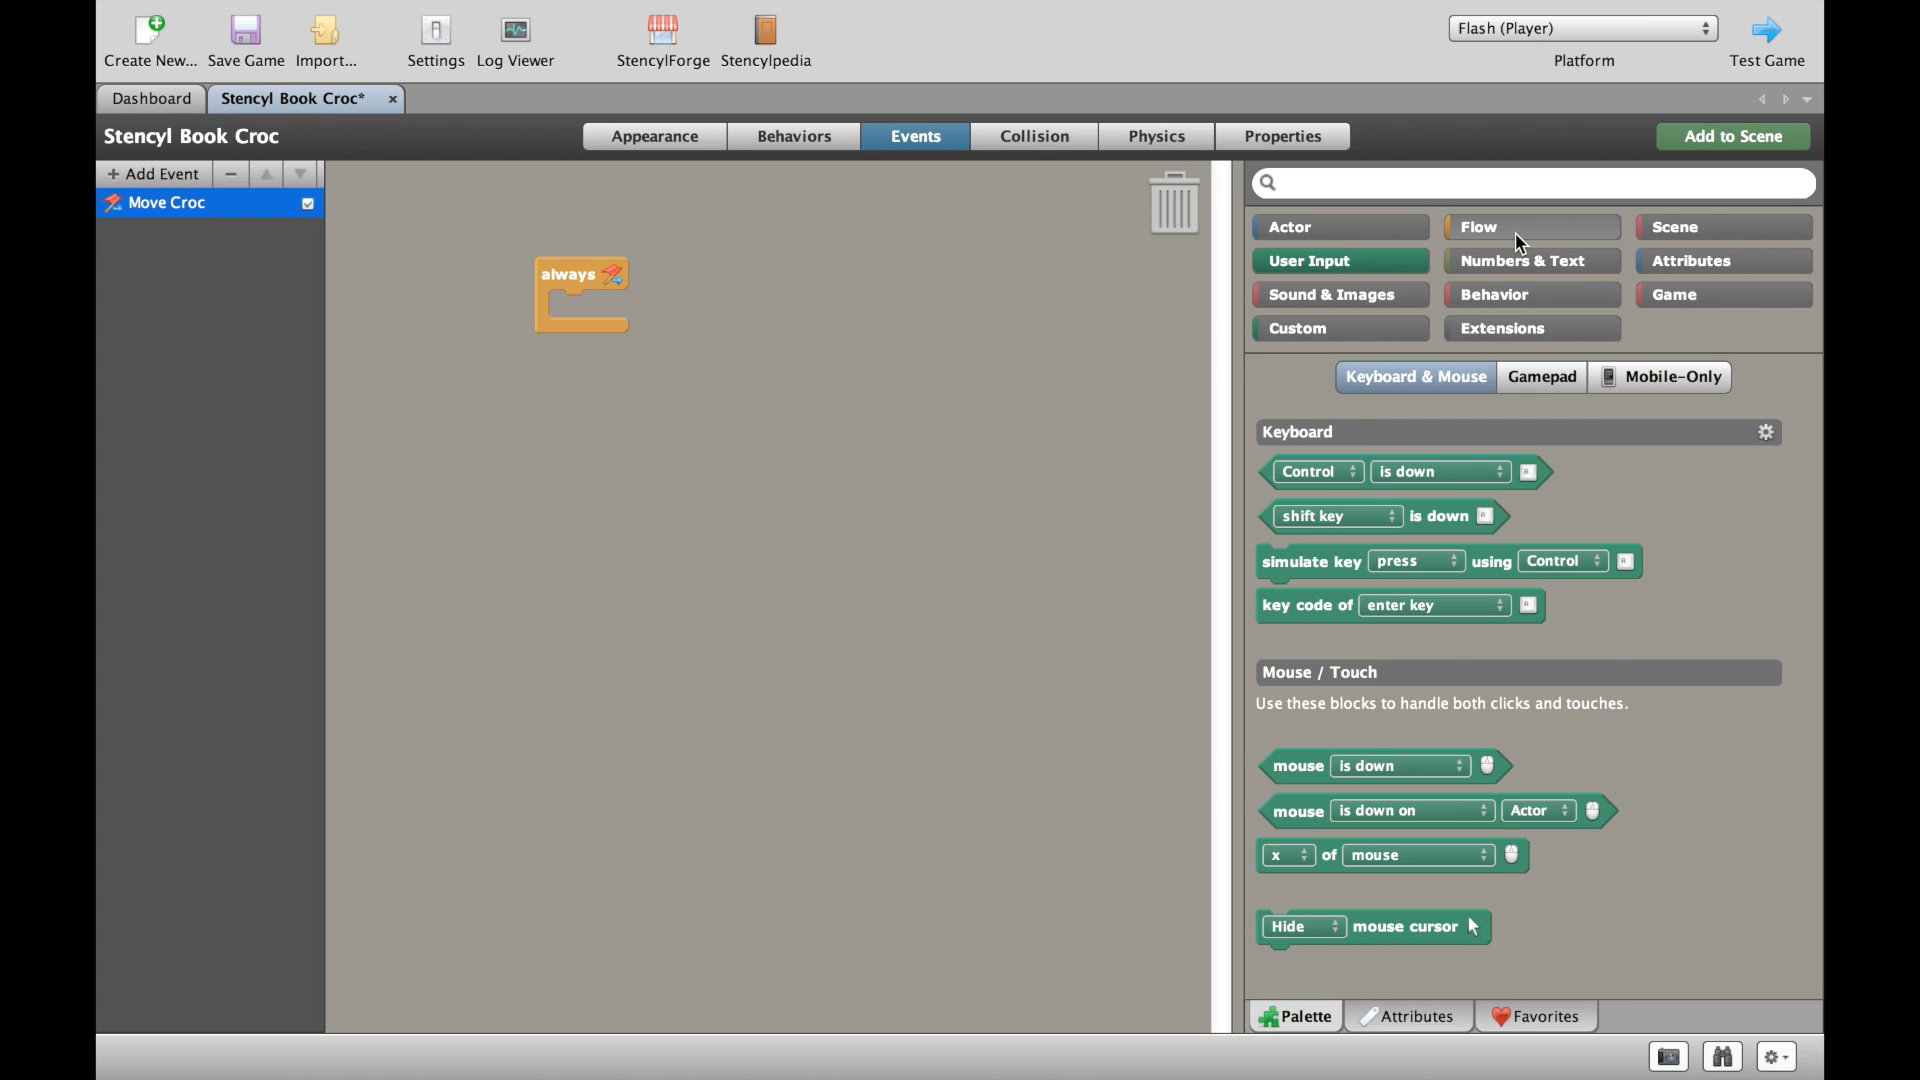 Create New... Save Game Import... Settings Log Viewer StencylForge Stencylpedia Flash (Player) Platform Test Game
Dashboard Stencyl Book Croc* ×
Stencyl Book Croc Appearance Behaviors Events Collision Physics Properties Add to Scene
+ Add Event −
Move Croc
always
Actor Flow Scene
User Input Numbers & Text Attributes
Sound & Images Behavior Game
Custom Extensions
Keyboard & Mouse Gamepad Mobile-Only
Keyboard
Control is down
shift key is down
simulate key press using Control
key code of enter key
Mouse / Touch
Use these blocks to handle both clicks and touches.
mouse is down
mouse is down on Actor
x of mouse
Hide mouse cursor
Palette Attributes Favorites